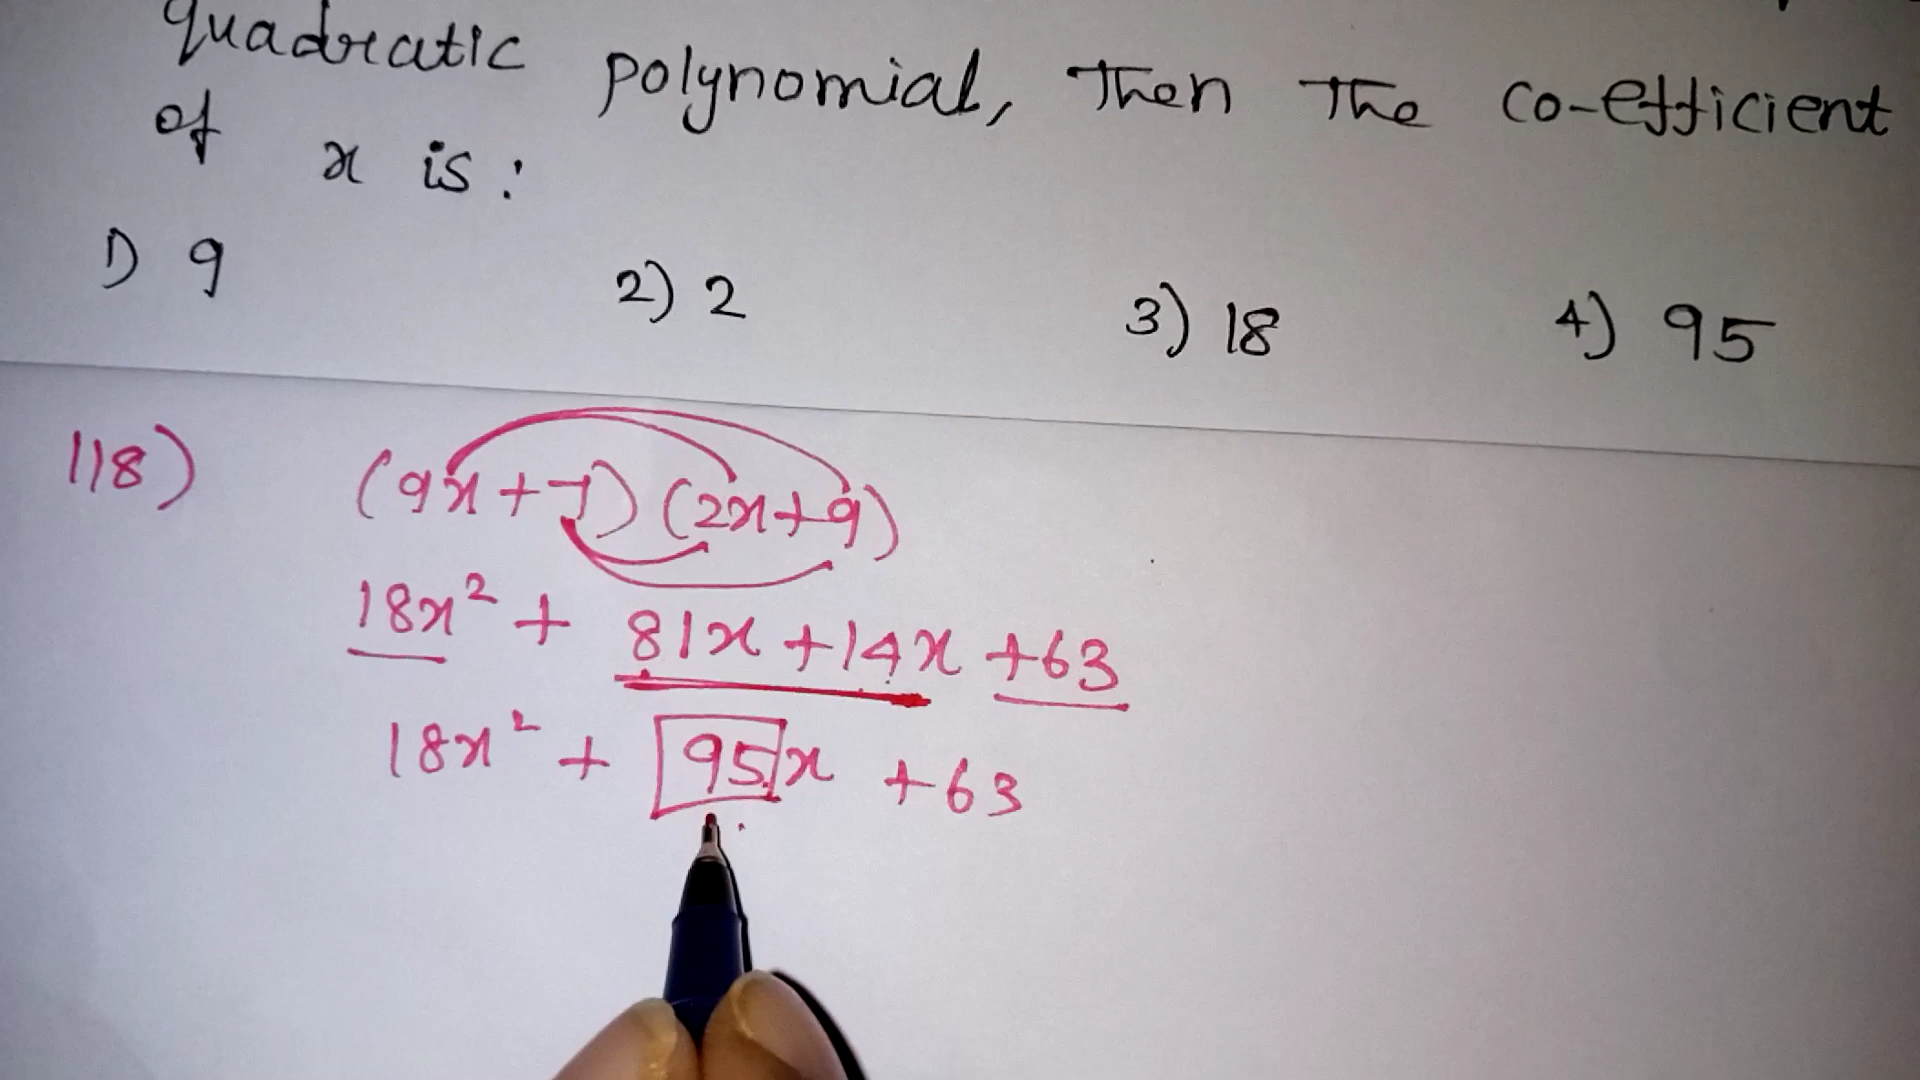 quadratic polynomial, Then The co-efficient
of x is:
1) 9 2) 2 3) 18 4) 95
118) (9x+7)(2x+9)
18x² + 81x +14x +63
18x² + 95x +63